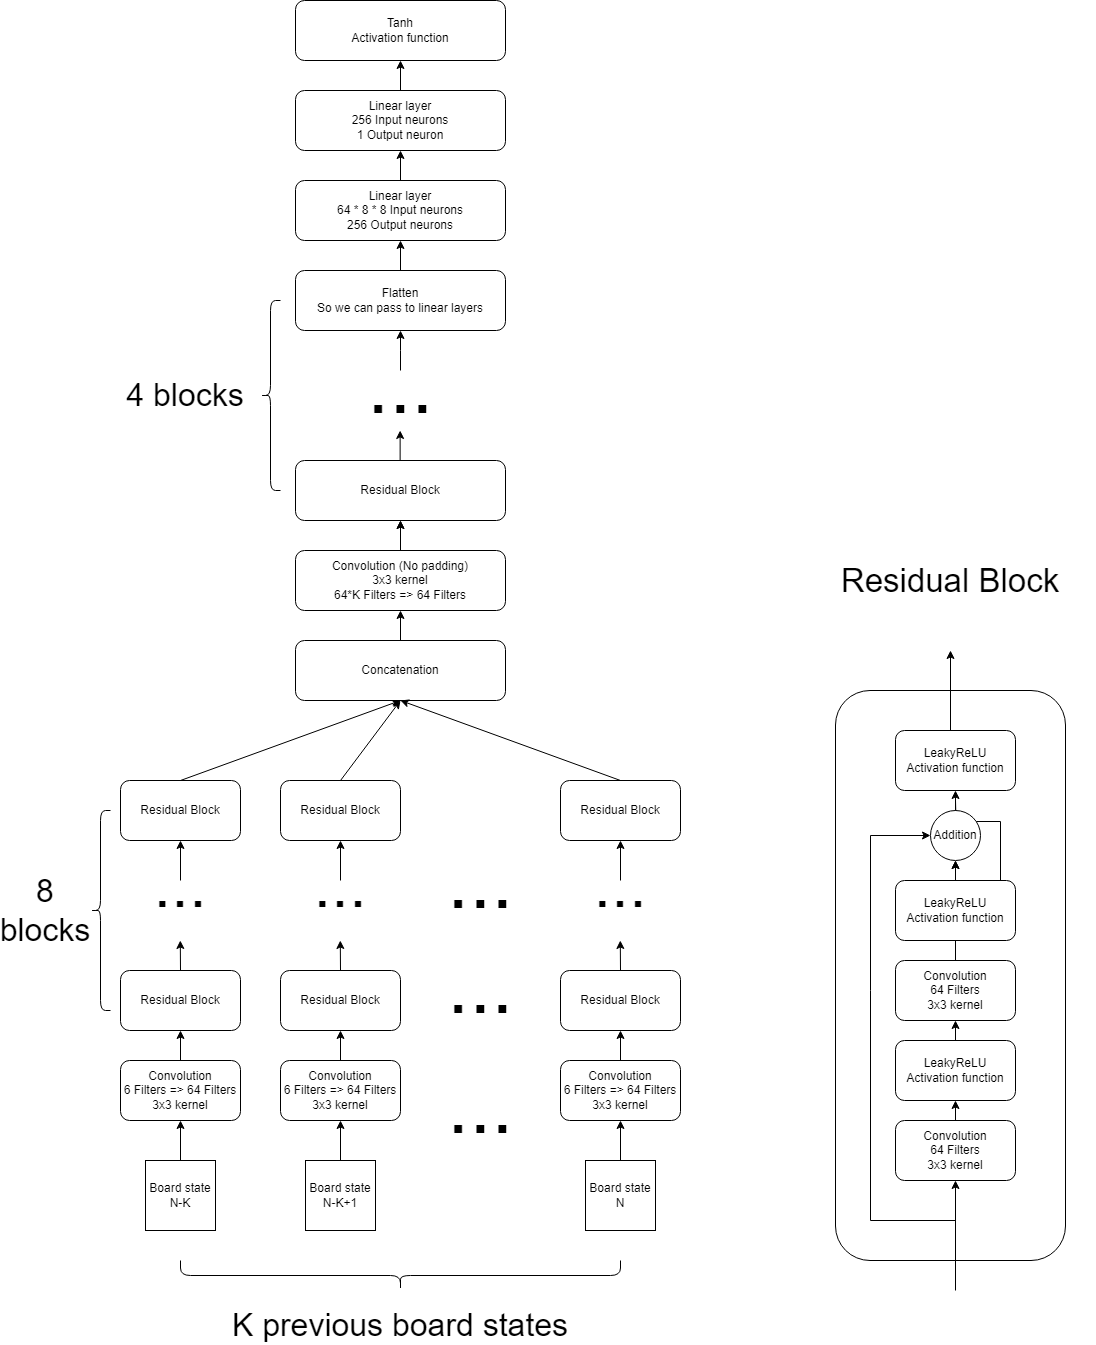 Tanh
Activation function
Linear layer
256 Input neurons
1 Output neuron
Linear layer
64 * 8 * 8 Input neurons
256 Output neurons
Flatten
So we can pass to linear layers
4 blocks
...
Residual Block
Convolution (No padding)
3x3 kernel
64*K Filters => 64 Filters
Concatenation
Residual Block
Residual Block
Residual Block
8
blocks
...
...
...
...
Residual Block
Residual Block
...
Residual Block
Convolution
6 Filters => 64 Filters
3x3 kernel
Convolution
6 Filters => 64 Filters
3x3 kernel
...
Convolution
6 Filters => 64 Filters
3x3 kernel
Board state
N-K
Board state
N-K+1
Board state
N
K previous board states
Residual Block
LeakyReLU
Activation function
Addition
LeakyReLU
Activation function
Convolution
64 Filters
3x3 kernel
LeakyReLU
Activation function
Convolution
64 Filters
3x3 kernel